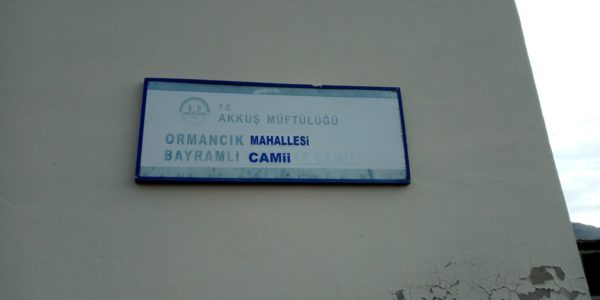 T.C.
AKKUŞ MÜFTÜLÜĞÜ
ORMANCIK MAHALLESİ
BAYRAMLI CAMİİ